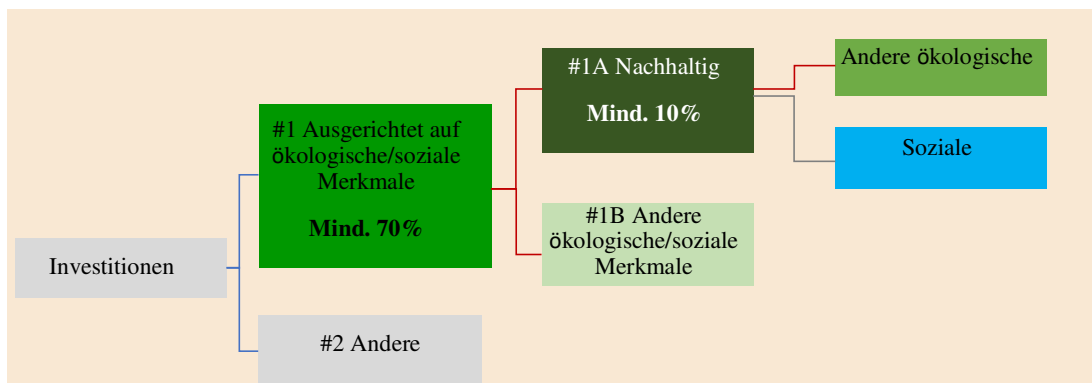 Investitionen
#1 Ausgerichtet auf
ökologische/soziale
Merkmale
Mind. 70%
#2 Andere
#1A Nachhaltig
Mind. 10%
#1B Andere
ökologische/soziale
Merkmale
Andere ökologische
Soziale